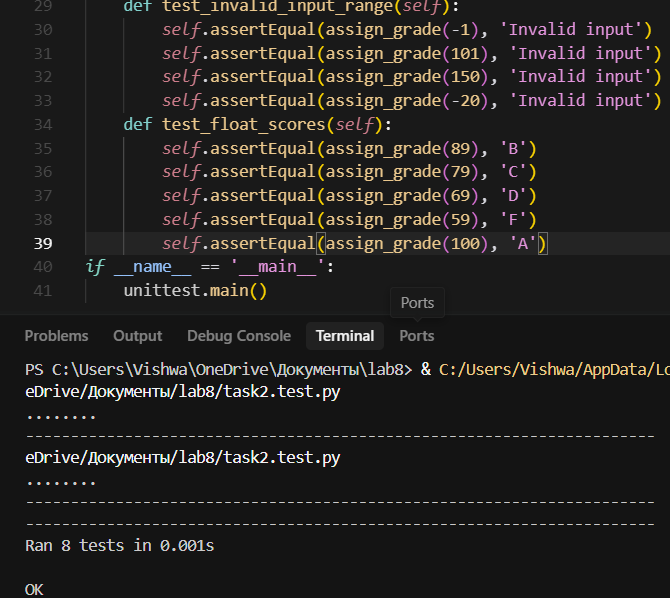 29 def test_invalid_input_range(self):
30 self.assertEqual(assign_grade(-1), 'Invalid input')
31 self.assertEqual(assign_grade(101), 'Invalid input')
32 self.assertEqual(assign_grade(150), 'Invalid input')
33 self.assertEqual(assign_grade(-20), 'Invalid input')
34 def test_float_scores(self):
35 self.assertEqual(assign_grade(89), 'B')
36 self.assertEqual(assign_grade(79), 'C')
37 self.assertEqual(assign_grade(69), 'D')
38 self.assertEqual(assign_grade(59), 'F')
39 self.assertEqual(assign_grade(100), 'A')
40 if __name__ == '__main__':
41 unittest.main()
Ports
Problems Output Debug Console Terminal Ports
PS C:\Users\Vishwa\OneDrive\Документы\lab8> & C:/Users/Vishwa/AppData/Lo
eDrive/Документы/lab8/task2.test.py
........
----------------------------------------------------------------------
eDrive/Документы/lab8/task2.test.py
........
----------------------------------------------------------------------
----------------------------------------------------------------------
Ran 8 tests in 0.001s
OK